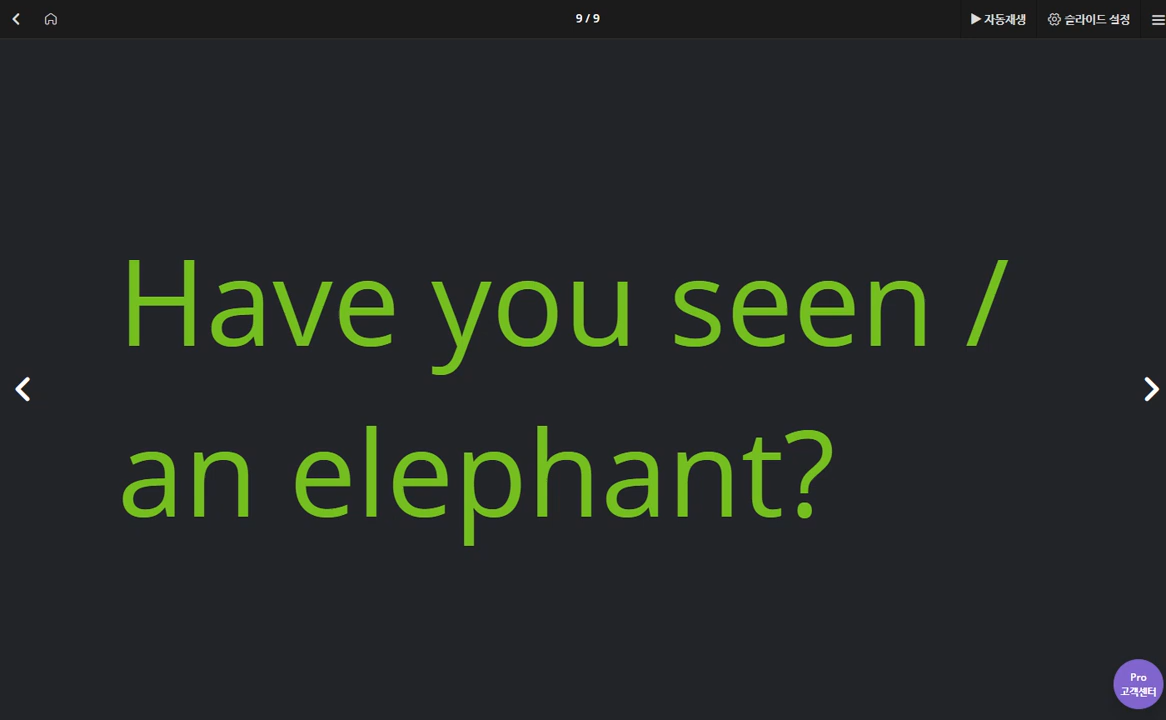 9 / 9
▶ 자동재생
슬라이드 설정
Have you seen /
an elephant?
Pro
고객센터